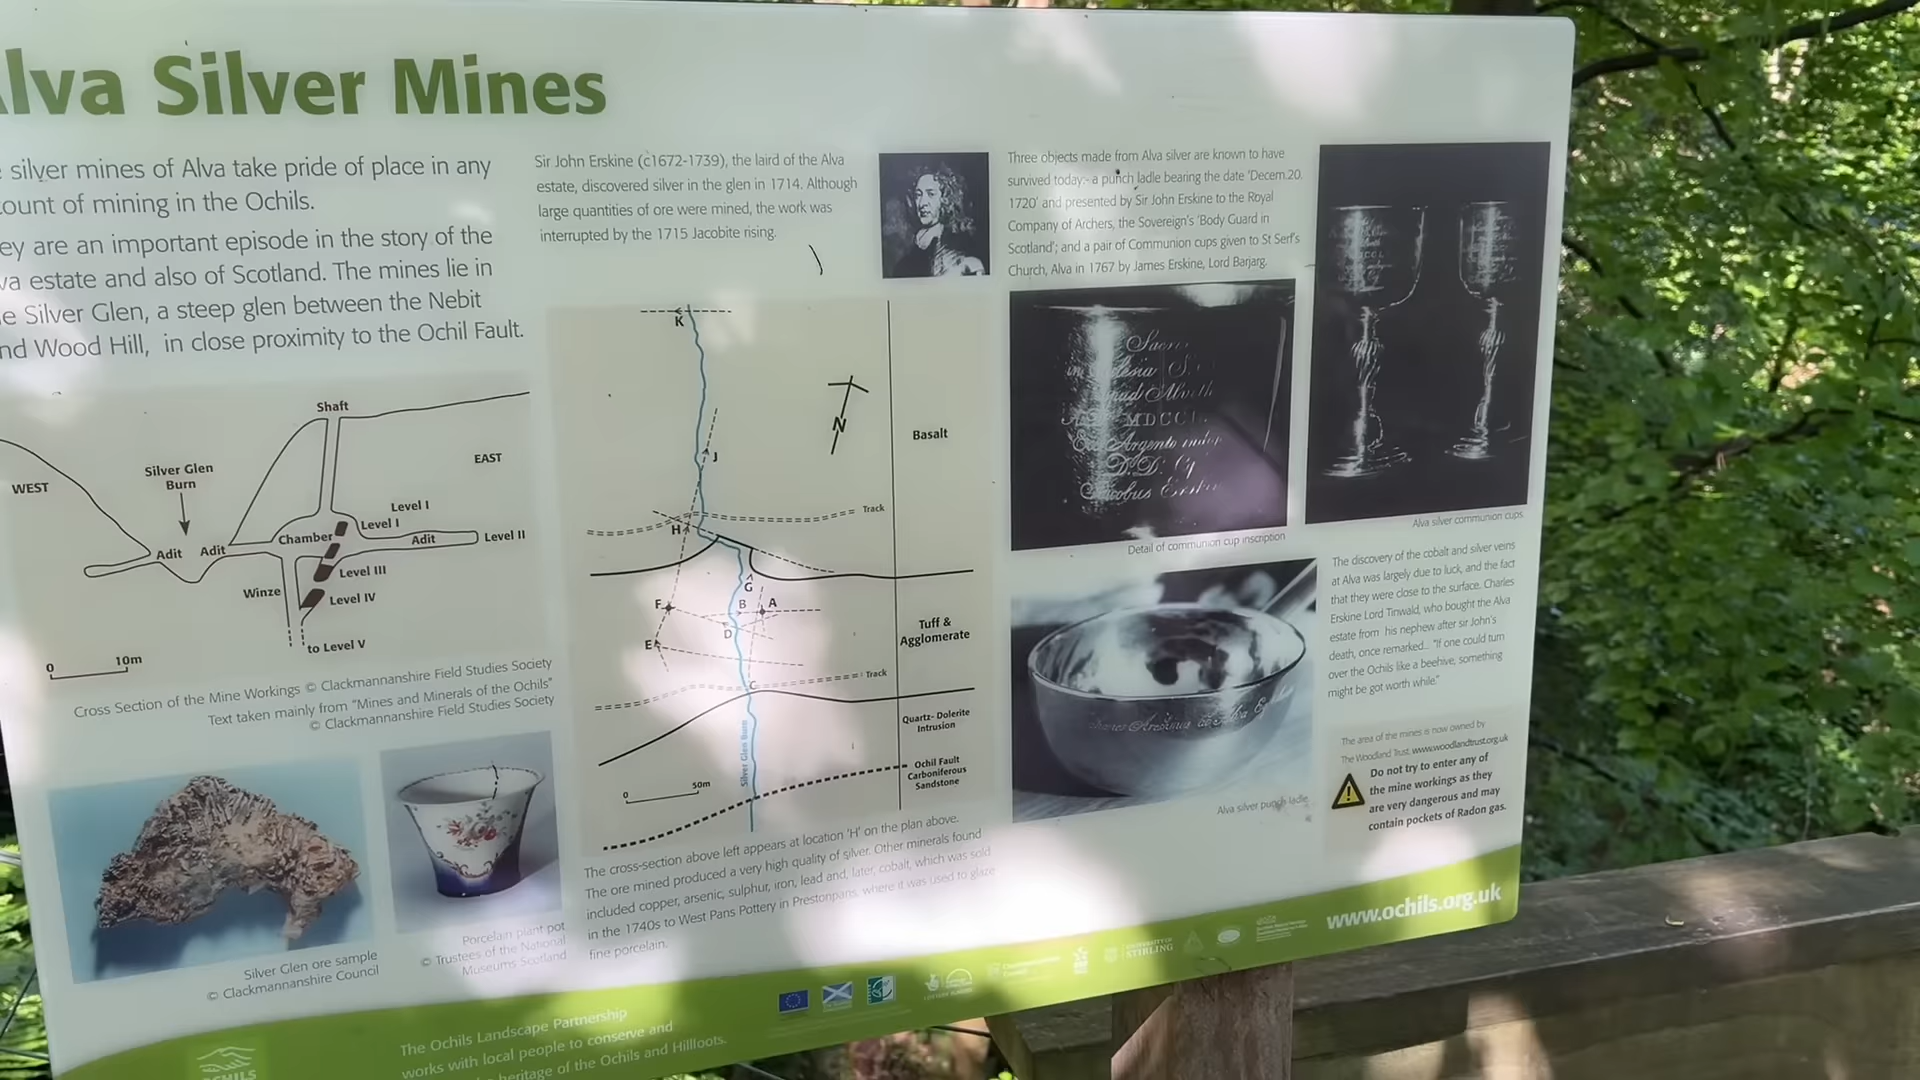 lva Silver Mines
silver mines of Alva take pride of place in any
ount of mining in the Ochils.
ey are an important episode in the story of the
va estate and also of Scotland. The mines lie in
e Silver Glen, a steep glen between the Nebit
nd Wood Hill, in close proximity to the Ochil Fault.
Shaft
Silver Glen
Burn
WEST
EAST
Level I
Level I
Chamber
Adit
Adit
Adit
Level II
Level III
Winze
Level IV
to Level V
0 10m
Cross Section of the Mine Workings © Clackmannanshire Field Studies Society
Text taken mainly from "Mines and Minerals of the Ochils"
© Clackmannanshire Field Studies Society
Silver Glen ore sample
© Clackmannanshire Council
Porcelain plant pot
© Trustees of the National
Museums Scotland
Sir John Erskine (c1672-1739), the laird of the Alva
estate, discovered silver in the glen in 1714. Although
large quantities of ore were mined, the work was
interrupted by the 1715 Jacobite rising.
K
N
J
Basalt
Track
H
G
F
B
A
D
E
Tuff &
Agglomerate
Track
C
Quartz- Dolerite
Intrusion
Silver Glen Burn
Ochil Fault
Carboniferous
Sandstone
0 50m
The cross-section above left appears at location 'H' on the plan above.
The ore mined produced a very high quality of silver. Other minerals found
included copper, arsenic, sulphur, iron, lead and, later, cobalt, which was sold
in the 1740s to West Pans Pottery in Prestonpans, where it was used to glaze
fine porcelain.
Three objects made from Alva silver are known to have
survived today:- a punch ladle bearing the date 'Decem.20.
1720' and presented by Sir John Erskine to the Royal
Company of Archers, the Sovereign's 'Body Guard in
Scotland'; and a pair of Communion cups given to St Serf's
Church, Alva in 1767 by James Erskine, Lord Barjarg.
MDCC
Argento
Detail of communion cup inscription
Alva silver communion cups.
Alva silver punch ladle
The discovery of the cobalt and silver veins
at Alva was largely due to luck, and the fact
that they were close to the surface. Charles
Erskine Lord Tinwald, who bought the Alva
estate from his nephew after sir John's
death, once remarked... "If one could turn
over the Ochils like a beehive, something
might be got worth while."
The area of the mines is now owned by
The Woodland Trust. www.woodlandtrust.org.uk
Do not try to enter any of
the mine workings as they
are very dangerous and may
contain pockets of Radon gas.
www.ochils.org.uk
UNIVERSITY OF
STIRLING
The Ochils Landscape Partnership
works with local people to conserve and
heritage of the Ochils and Hillfoots.